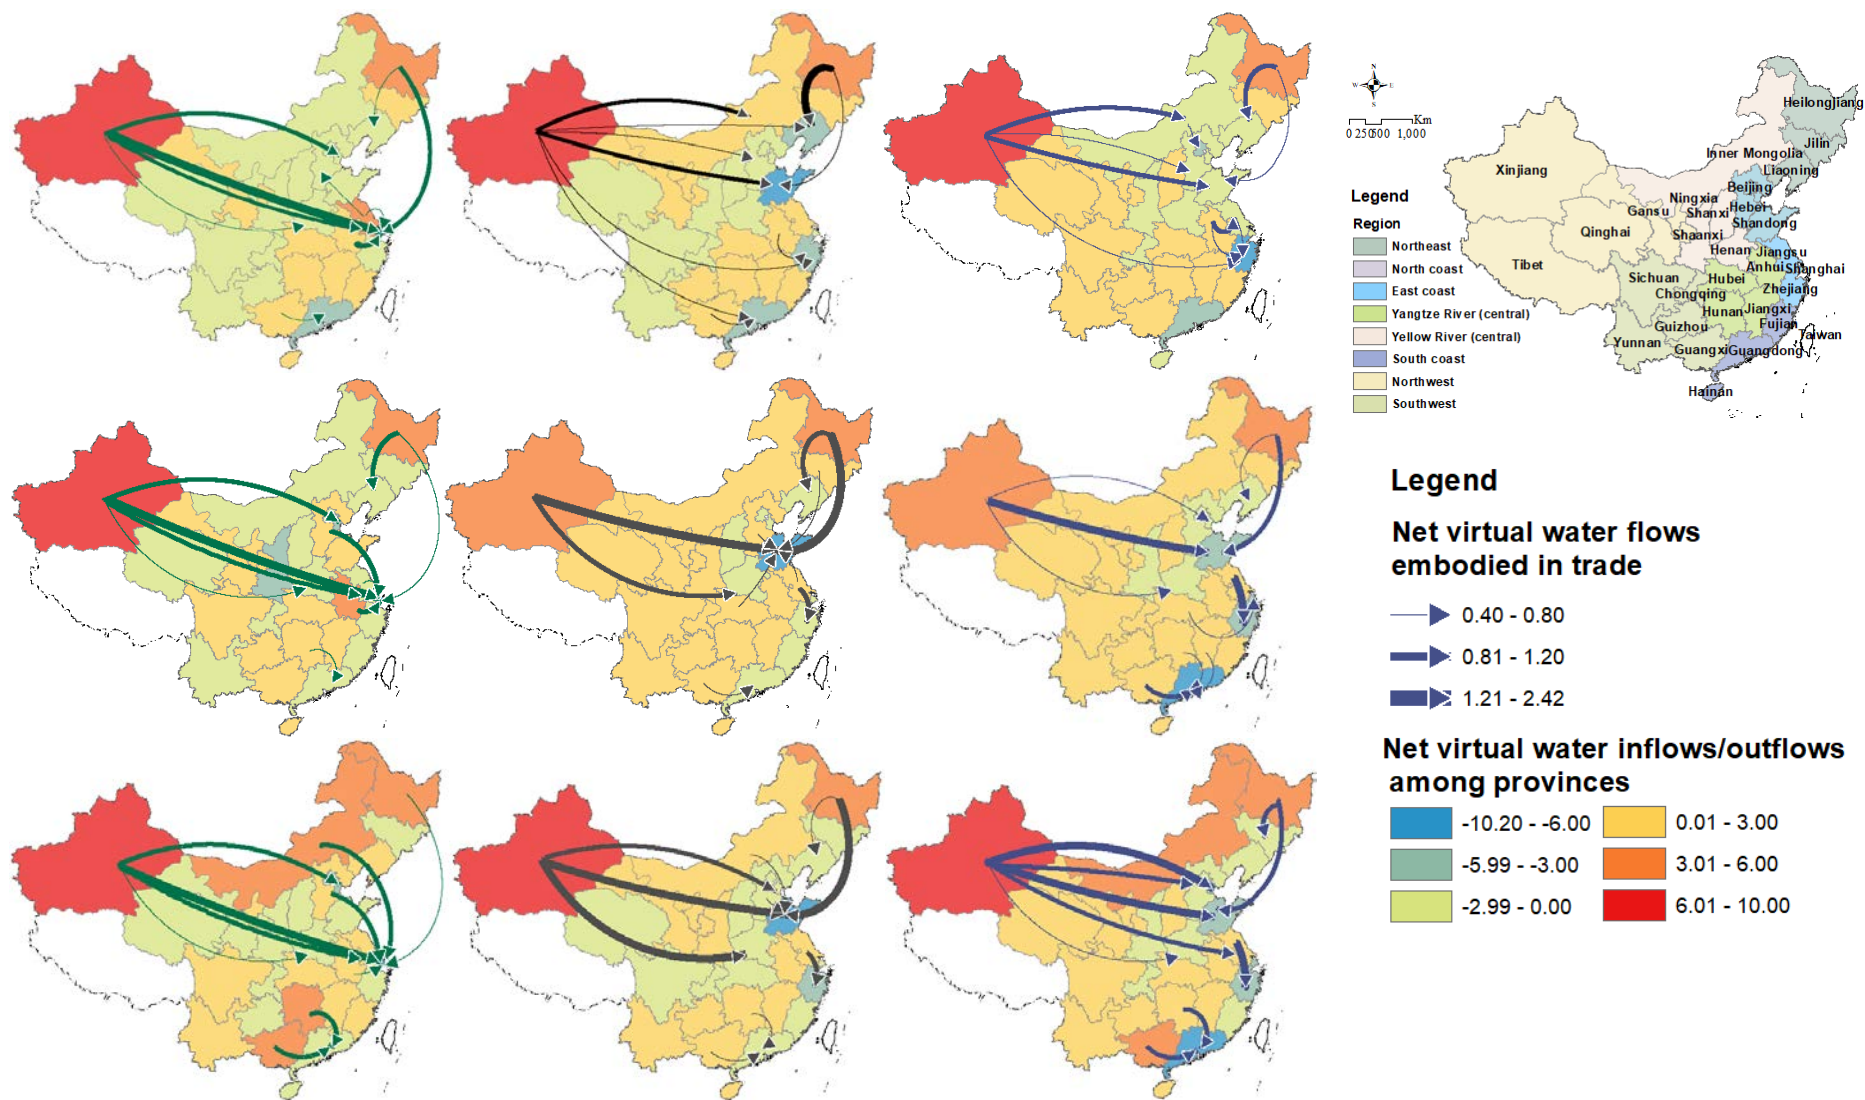 N
W E
S
Km
0 250500 1,000
Legend
Region
Northeast
North coast
East coast
Yangtze River (central)
Yellow River (central)
South coast
Northwest
Southwest
Heilongjiang
Jilin
Inner Mongolia
Liaoning
Xinjiang
Beijing
Ningxia
Hebei
Gansu
Shanxi
Shandong
Qinghai
Shaanxi
Henan
Jiangsu
Tibet
Anhui
Shanghai
Sichuan
Hubei
Zhejiang
Chongqing
Hunan
Jiangxi
Guizhou
Fujian
Taiwan
Yunnan
Guangxi
Guangdong
Hainan
Legend
Net virtual water flows
embodied in trade
0.40 - 0.80
0.81 - 1.20
1.21 - 2.42
Net virtual water inflows/outflows
among provinces
-10.20 - -6.00
0.01 - 3.00
-5.99 - -3.00
3.01 - 6.00
-2.99 - 0.00
6.01 - 10.00